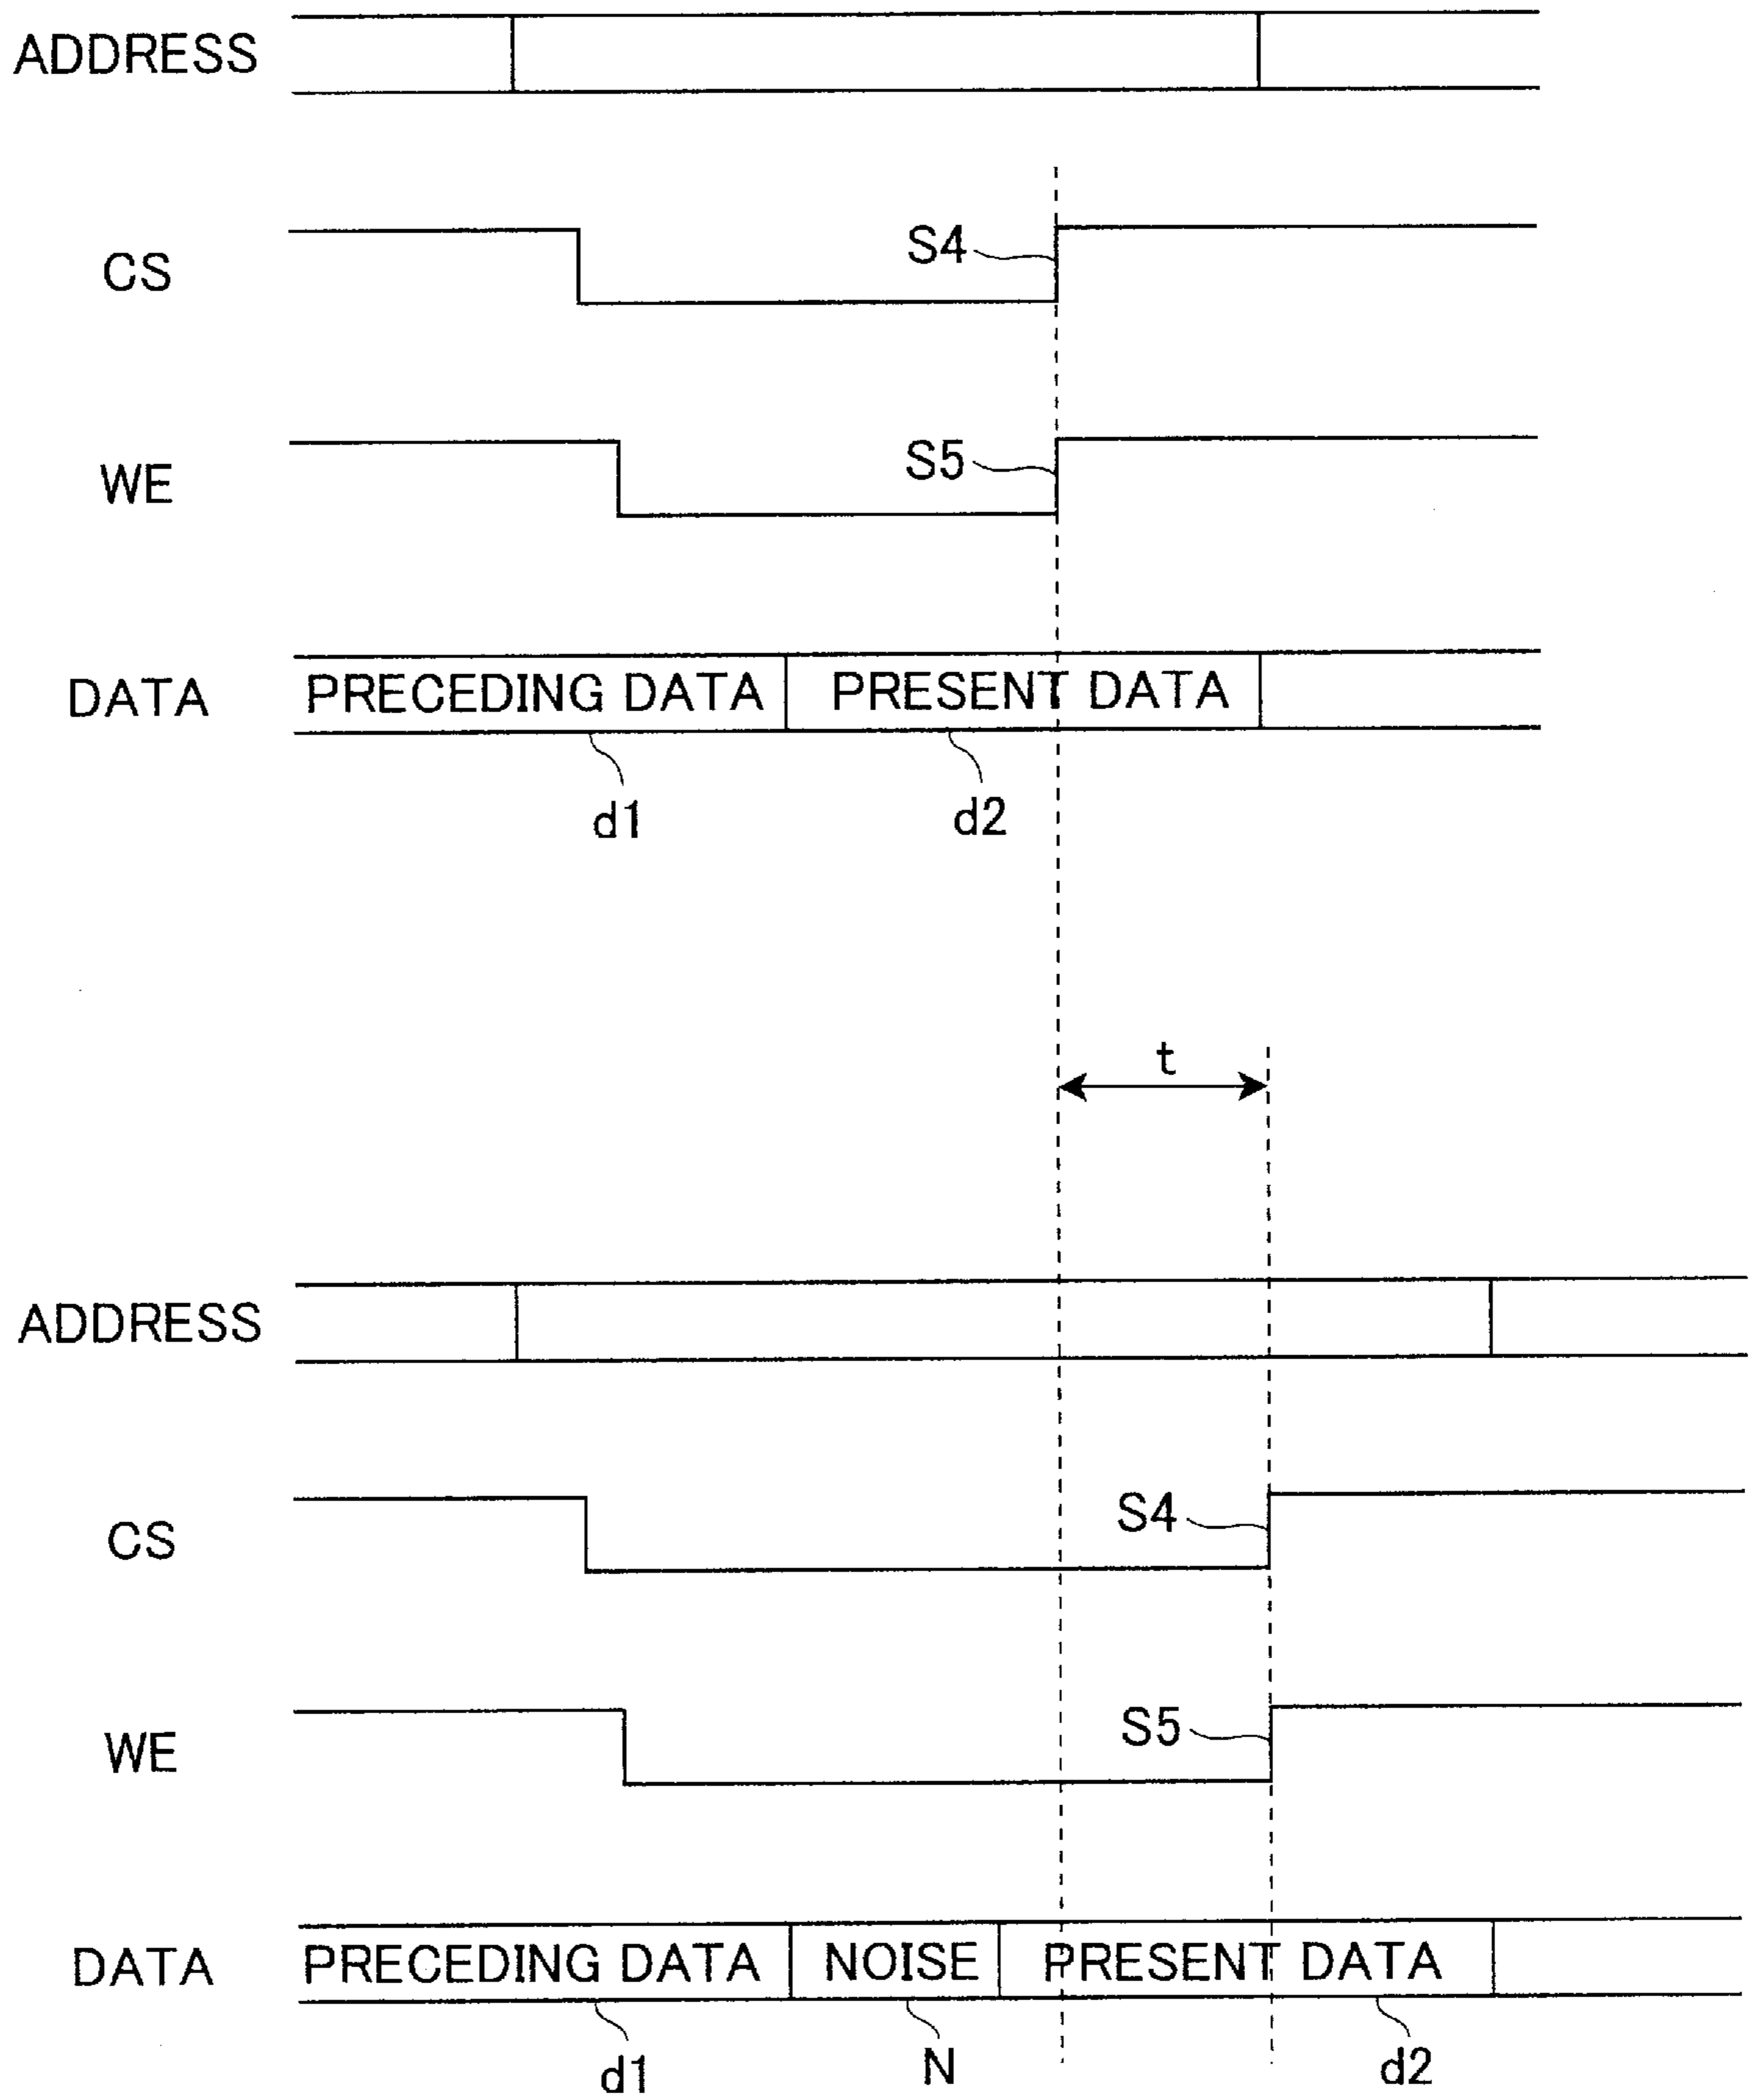 ADDRESS
CS
S4
WE
S5
DATA PRECEDING DATA PRESENT DATA
d1 d2
t
ADDRESS
CS
S4
WE
S5
DATA PRECEDING DATA NOISE PRESENT DATA
d1 N d2